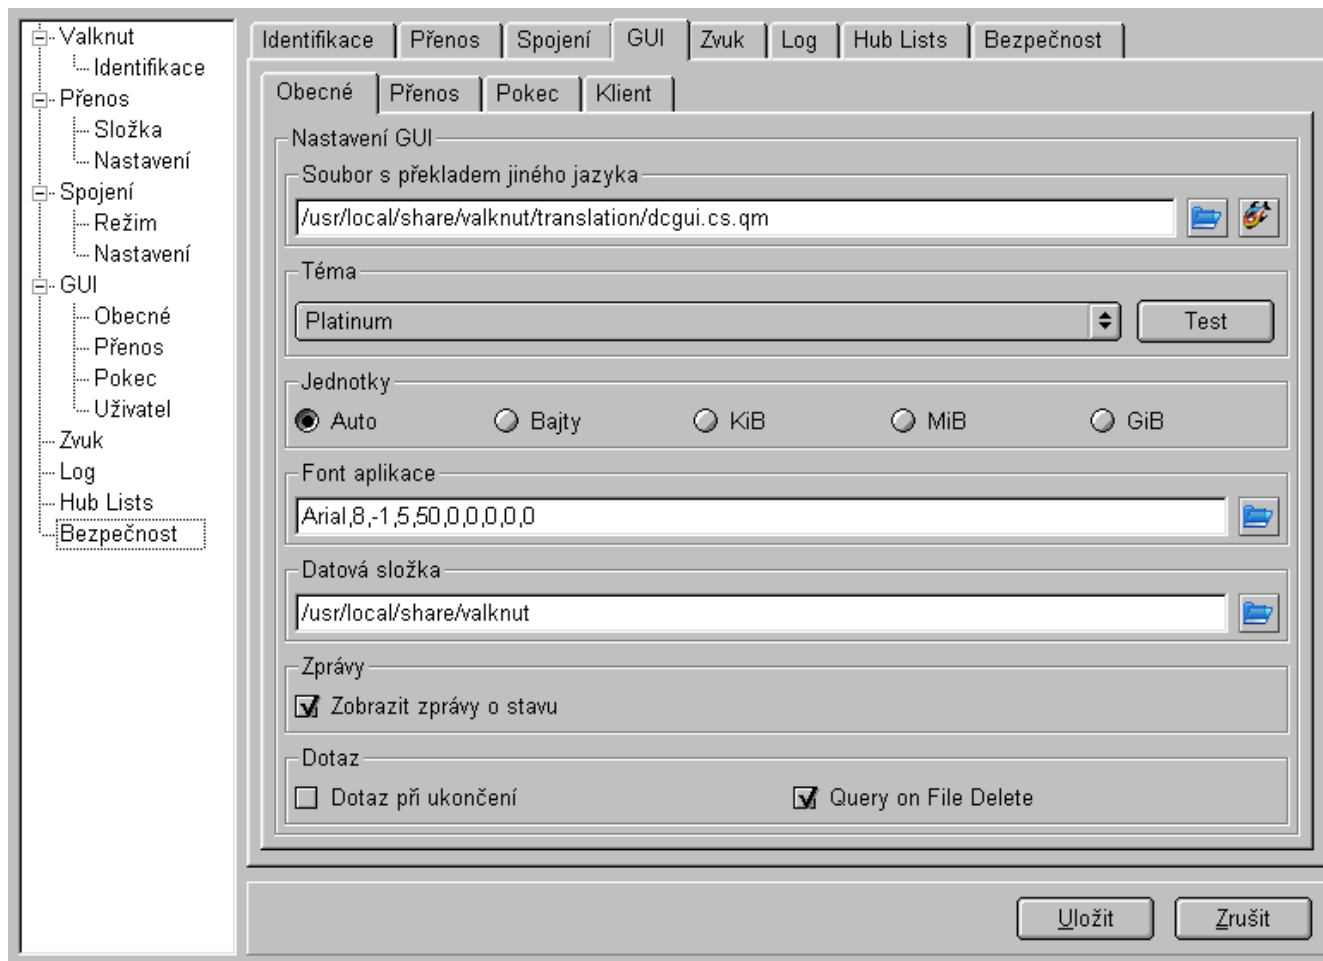 Valknut
Identifikace
Přenos
Složka
Nastavení
Spojení
Režim
Nastavení
GUI
Obecné
Přenos
Pokec
Uživatel
Zvuk
Log
Hub Lists
Bezpečnost
Identifikace Přenos Spojení GUI Zvuk Log Hub Lists Bezpečnost
Obecné Přenos Pokec Klient
Nastavení GUI
Soubor s překladem jiného jazyka
/usr/local/share/valknut/translation/dcgui.cs.qm
Téma
Platinum Test
Jednotky
Auto Bajty KiB MiB GiB
Font aplikace
Arial,8,-1,5,50,0,0,0,0,0
Datová složka
/usr/local/share/valknut
Zprávy
Zobrazit zprávy o stavu
Dotaz
Dotaz při ukončení Query on File Delete
Uložit Zrušit